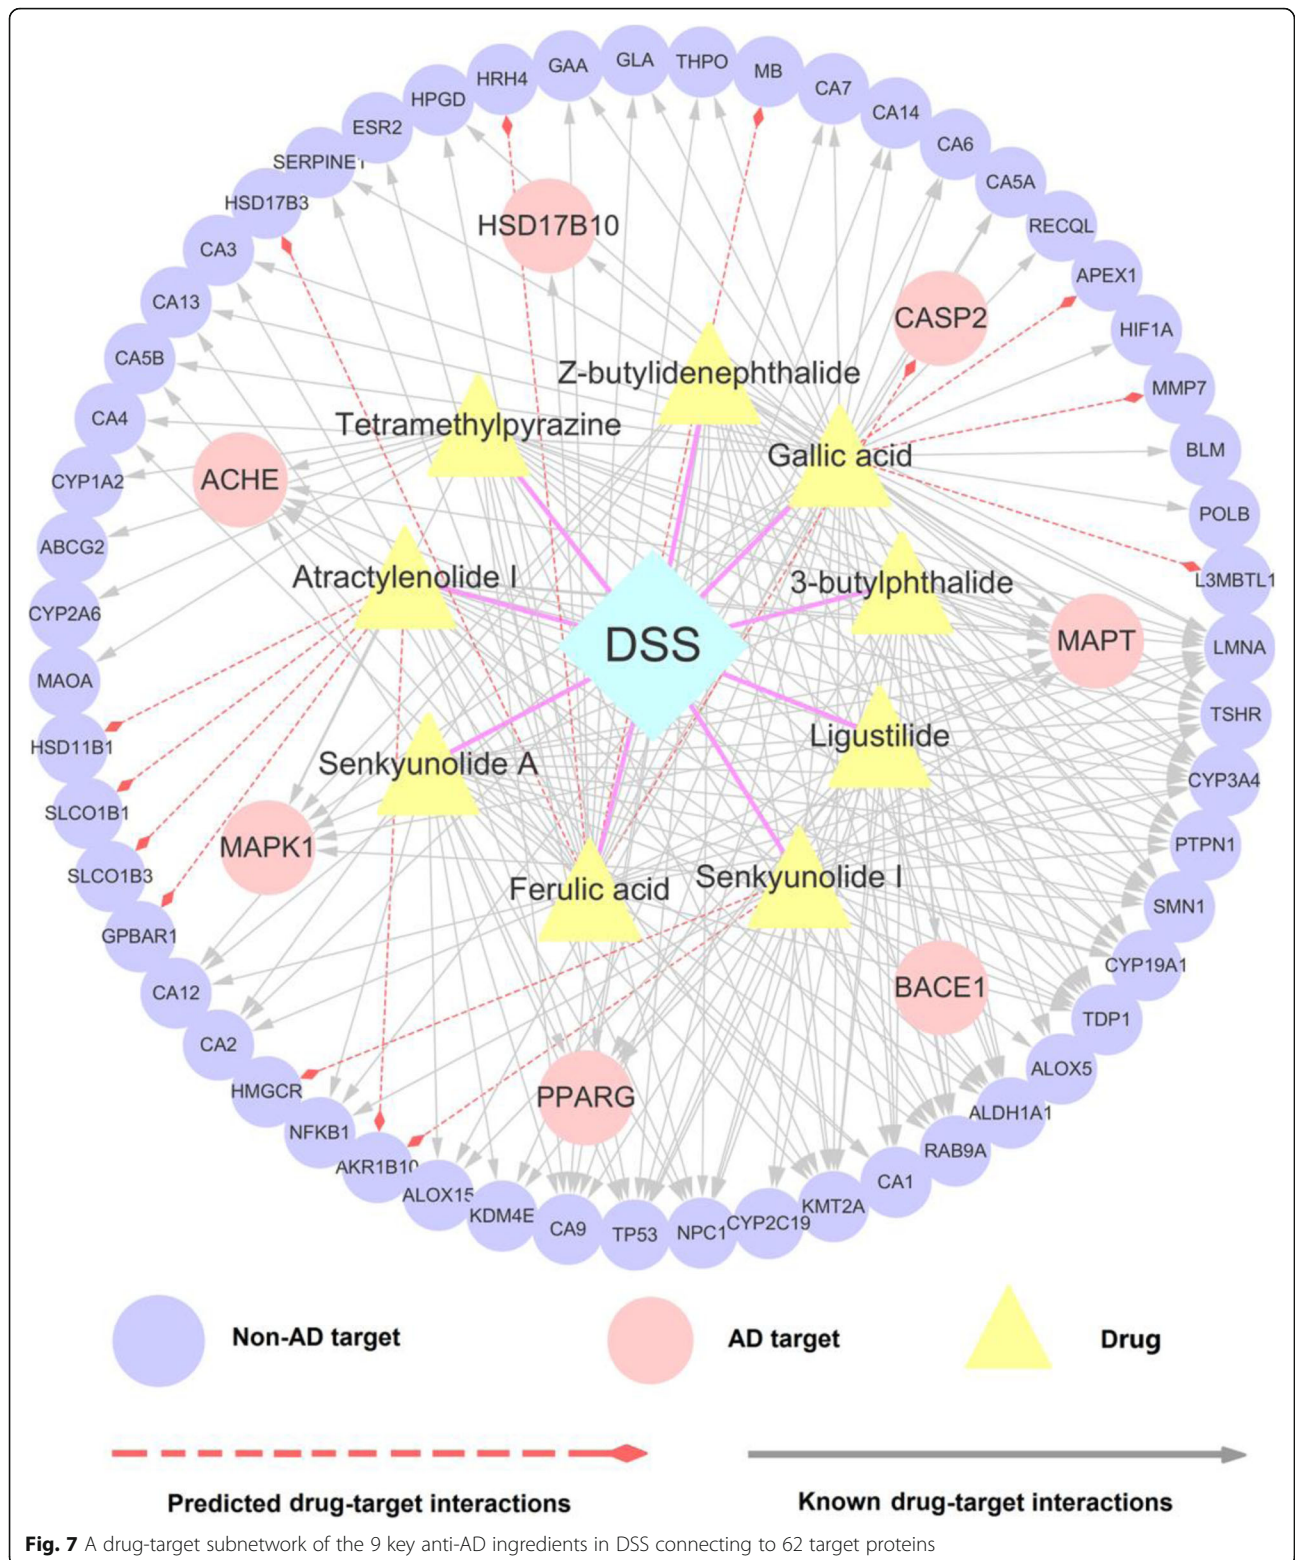 GLA
THPO
GAA
MB
HRH4
CA7
HPGD
CA14
ESR2
CA6
SERPINE1
CA5A
HSD17B3
HSD17B10
RECQL
CA3
APEX1
CA13
CASP2
HIF1A
CA5B
Z-butylidenephthalide
MMP7
CA4
Tetramethylpyrazine
Gallic acid
BLM
CYP1A2
ACHE
POLB
ABCG2
Atractylenolide I
3-butylphthalide
L3MBTL1
CYP2A6
DSS
MAPT
LMNA
MAOA
TSHR
HSD11B1
Senkyunolide A
Ligustilide
CYP3A4
SLCO1B1
MAPK1
PTPN1
SLCO1B3
Ferulic acid
Senkyunolide I
SMN1
GPBAR1
CYP19A1
CA12
BACE1
TDP1
CA2
ALOX5
HMGCR
PPARG
ALDH1A1
NFKB1
RAB9A
AKR1B10
CA1
ALOX15
KMT2A
KDM4E
CYP2C19
CA9
TP53
NPC1
Non-AD target
AD target
Drug
Predicted drug-target interactions
Known drug-target interactions
Fig. 7 A drug-target subnetwork of the 9 key anti-AD ingredients in DSS connecting to 62 target proteins